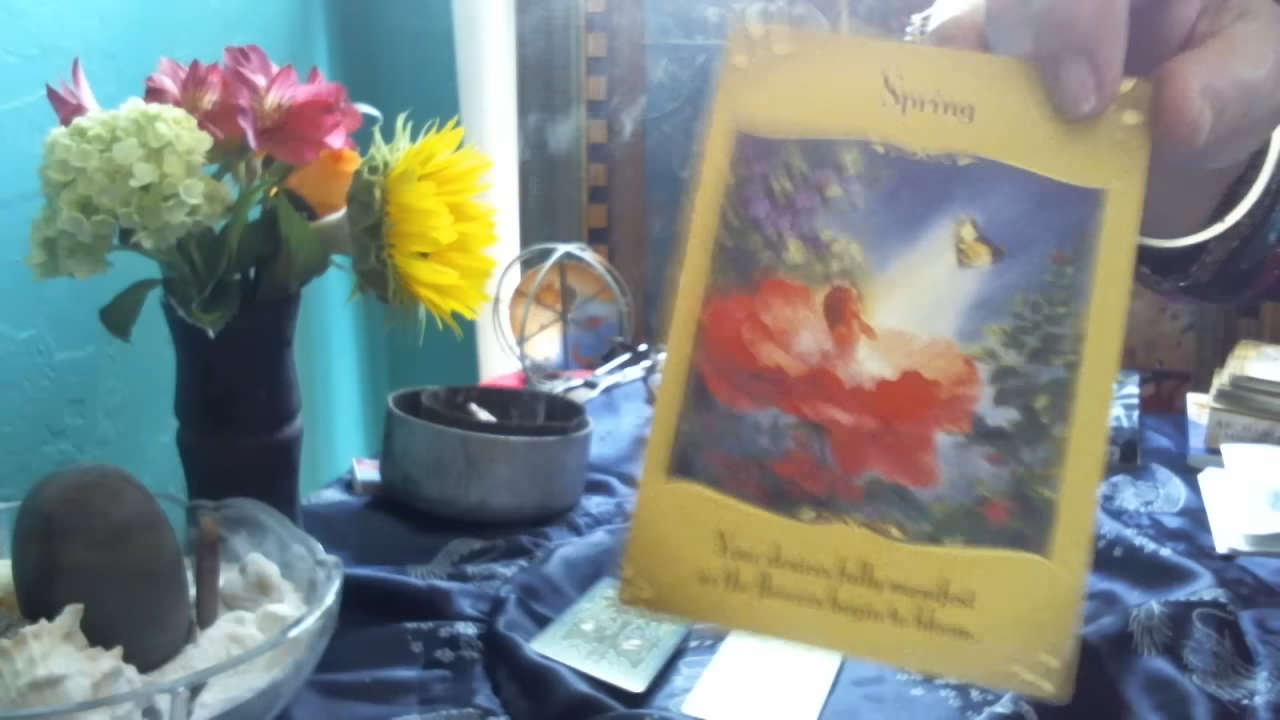 Spring
Your desires fully manifest
as the flowers begin to bloom.